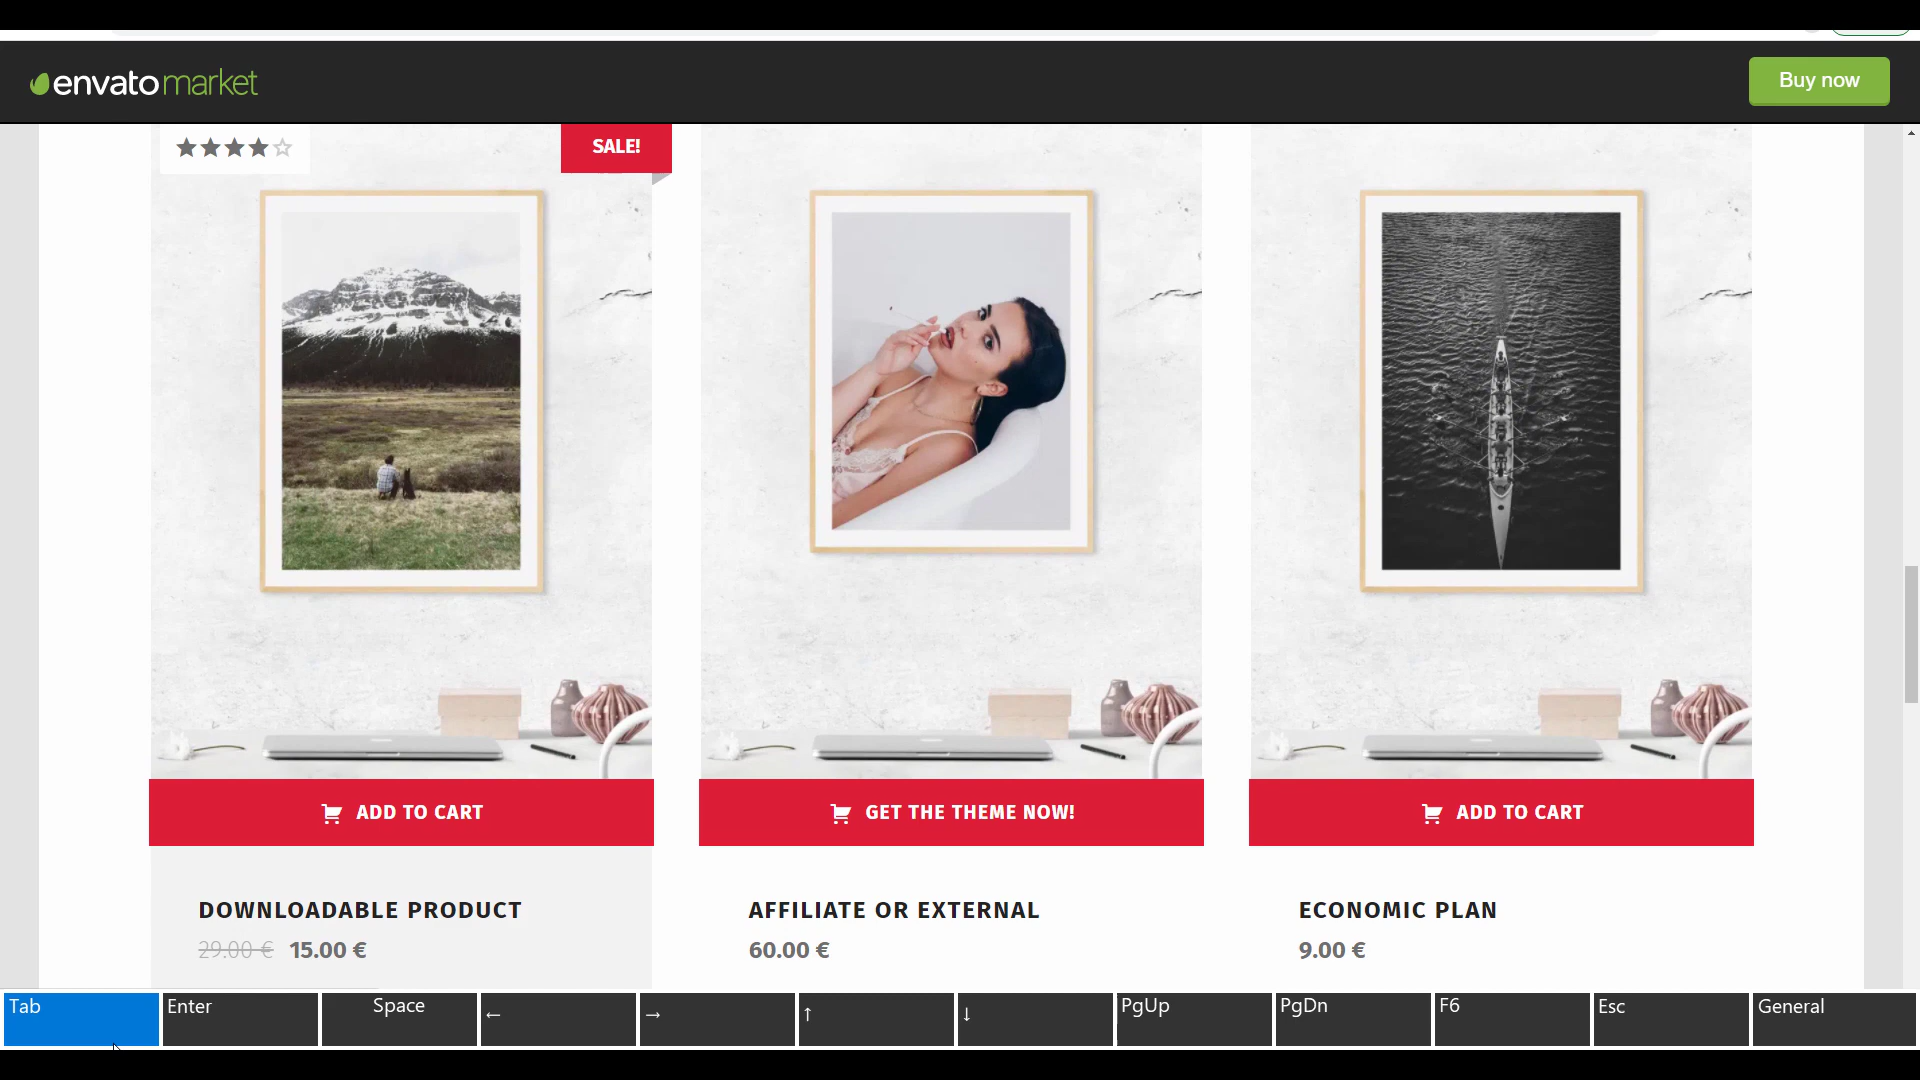 envato market
Buy now
SALE!
ADD TO CART
GET THE THEME NOW!
ADD TO CART
DOWNLOADABLE PRODUCT
29.00 € 15.00 €
AFFILIATE OR EXTERNAL
60.00 €
ECONOMIC PLAN
9.00 €
Tab
Enter
Space
←
→
↑
↓
PgUp
PgDn
F6
Esc
General